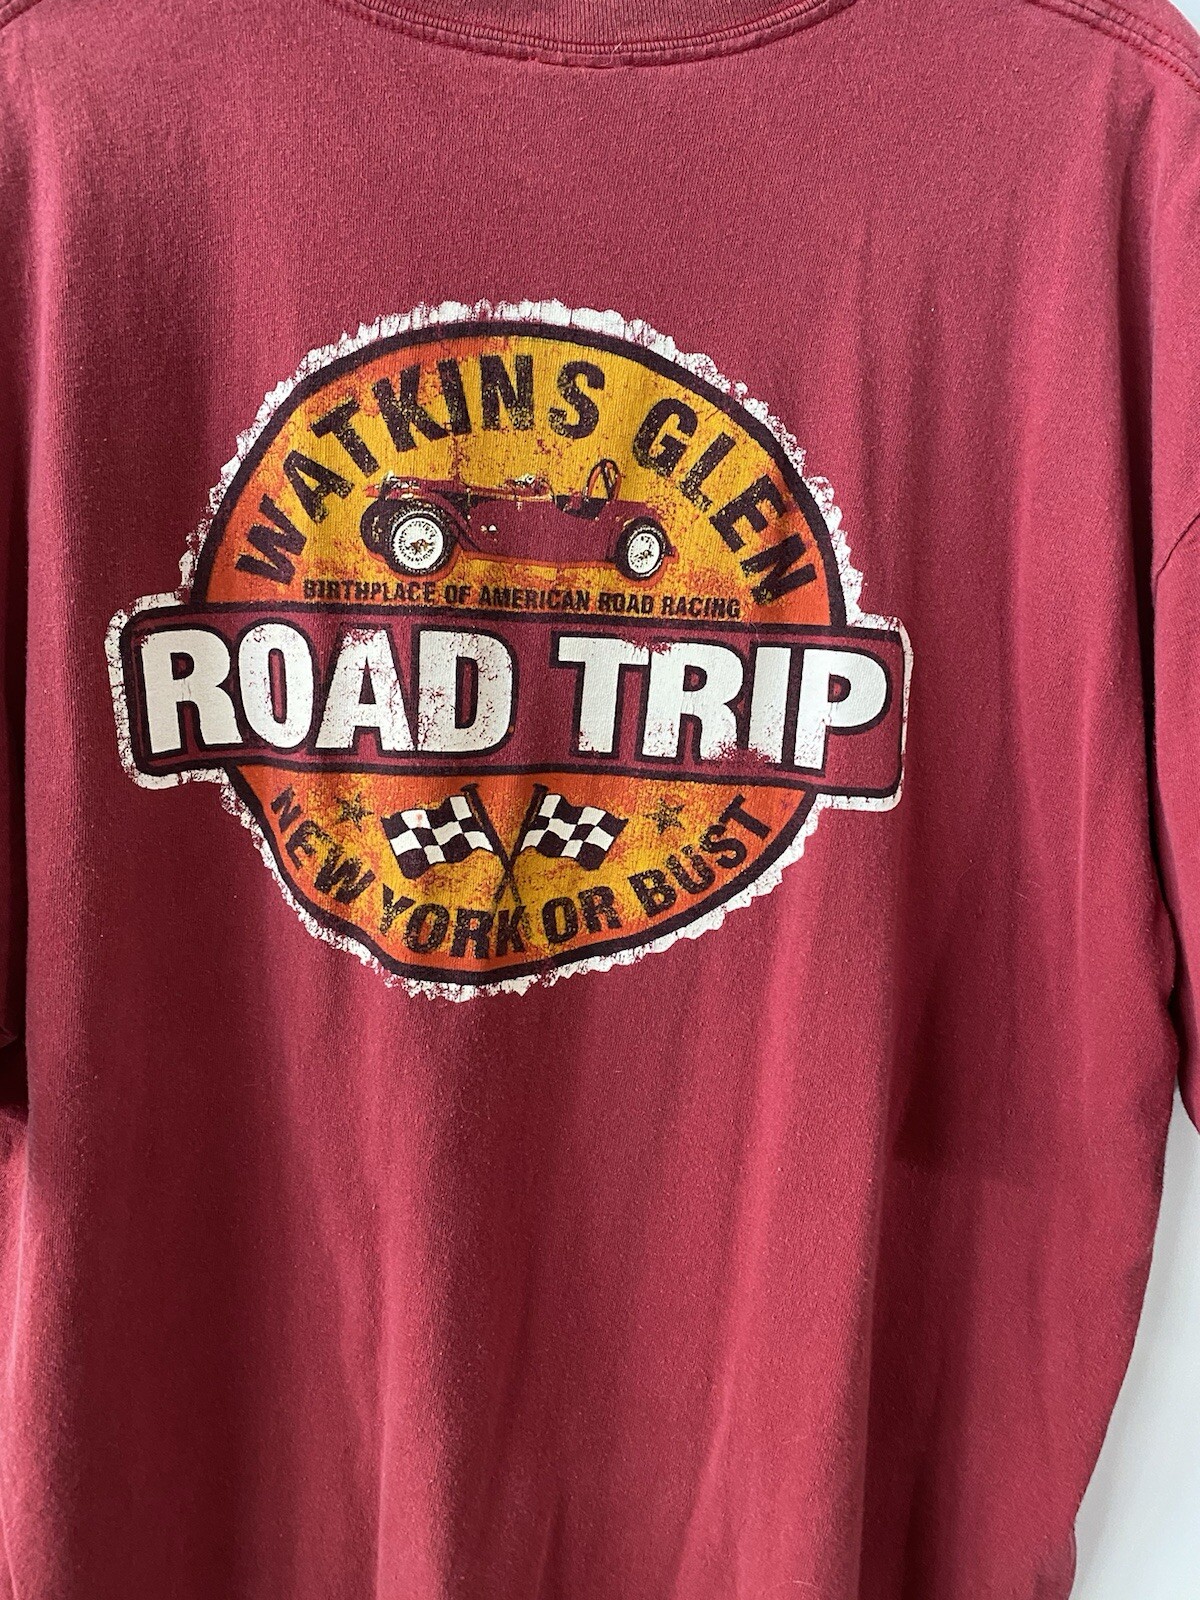 WATKINS GLEN
BIRTHPLACE OF AMERICAN ROAD RACING
ROAD TRIP
NEW YORK OR BUST